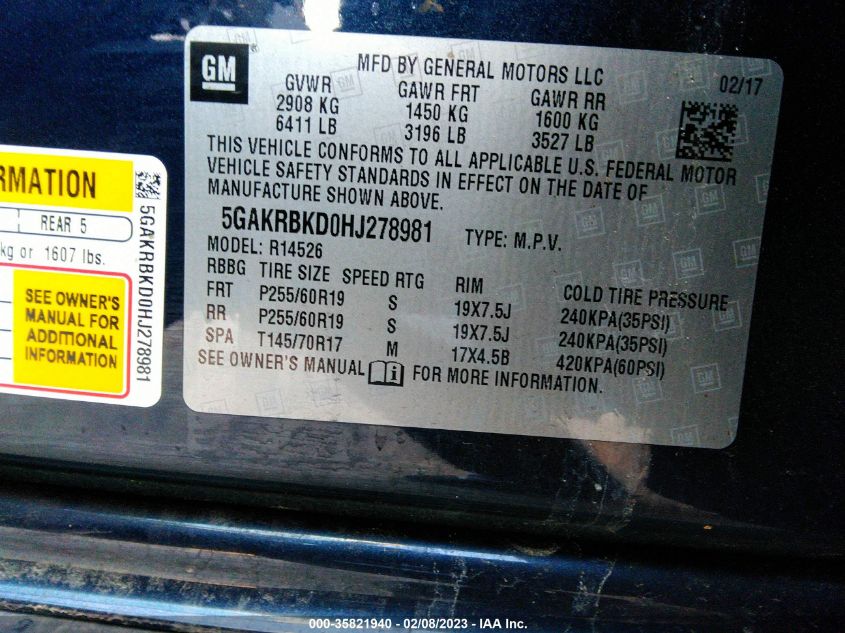 GM
MFD BY GENERAL MOTORS LLC
02/17
GVWR GAWR FRT GAWR RR
2908 KG 1450 KG 1600 KG
6411 LB 3196 LB 3527 LB
THIS VEHICLE CONFORMS TO ALL APPLICABLE U.S. FEDERAL MOTOR
VEHICLE SAFETY STANDARDS IN EFFECT ON THE DATE OF
MANUFACTURE SHOWN ABOVE.
5GAKRBKD0HJ278981 TYPE: M.P.V.
MODEL: R14526
RBBG TIRE SIZE SPEED RTG RIM COLD TIRE PRESSURE
FRT P255/60R19 S 19X7.5J 240KPA(35PSI)
RR P255/60R19 S 19X7.5J 240KPA(35PSI)
SPA T145/70R17 M 17X4.5B 420KPA(60PSI)
SEE OWNER'S MANUAL i FOR MORE INFORMATION.
RMATION
REAR 5
kg or 1607 lbs.
SEE OWNER'S
MANUAL FOR
ADDITIONAL
INFORMATION
5GAKRBKD0HJ278981
000-35821940 - 02/08/2023 - IAA Inc.